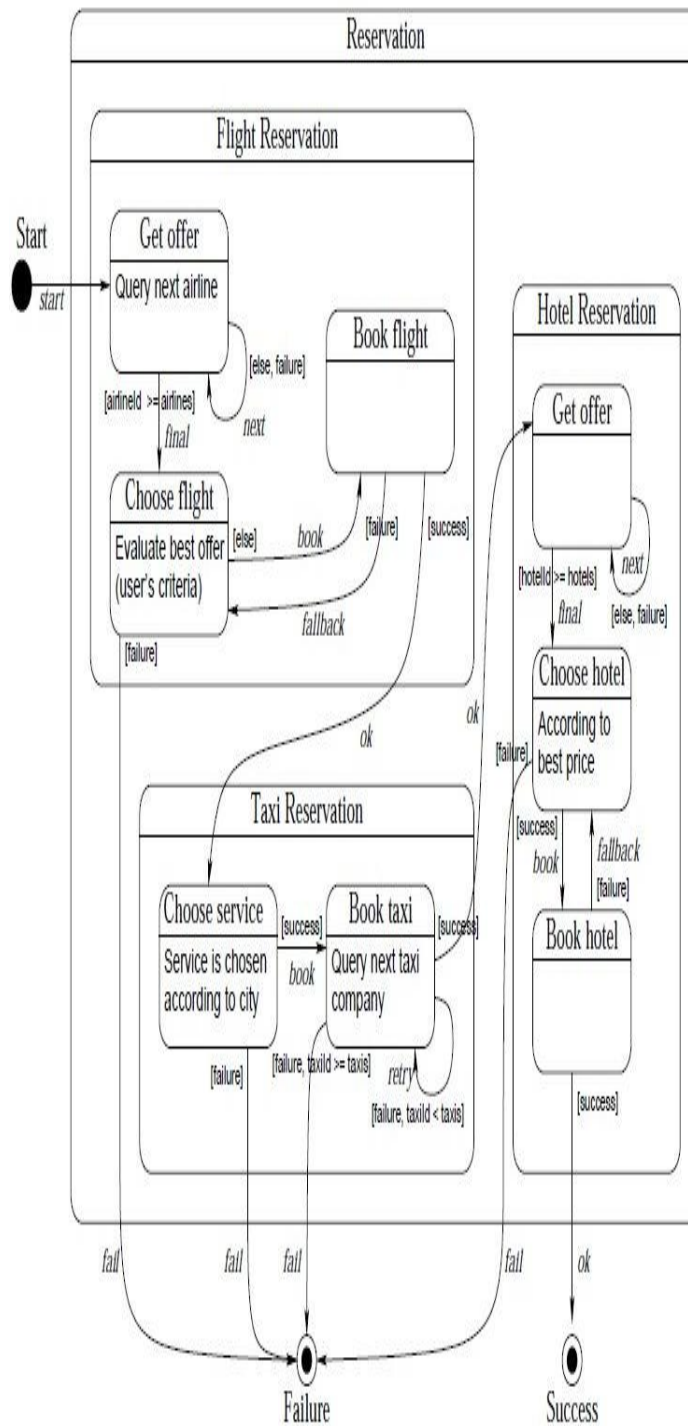 Reservation
Flight Reservation
Start
start
Get offer
Query next airline
[else, failure]
next
[airlineId >= airlines]
final
Book flight
Choose flight
Evaluate best offer
(user's criteria)
[else]
book
[failure]
[success]
fallback
[failure]
ok
Hotel Reservation
Get offer
next
[hotelId >= hotels]
[else, failure]
final
ok
Choose hotel
According to
best price
[failure]
[success]
book
fallback
[failure]
Book hotel
[success]
Taxi Reservation
Choose service
Service is chosen
according to city
[success]
book
Book taxi
Query next taxi
company
[success]
[failure]
[failure, taxiId >= taxis]
retry
[failure, taxiId < taxis]
fail
fail
fail
fail
ok
Failure
Success